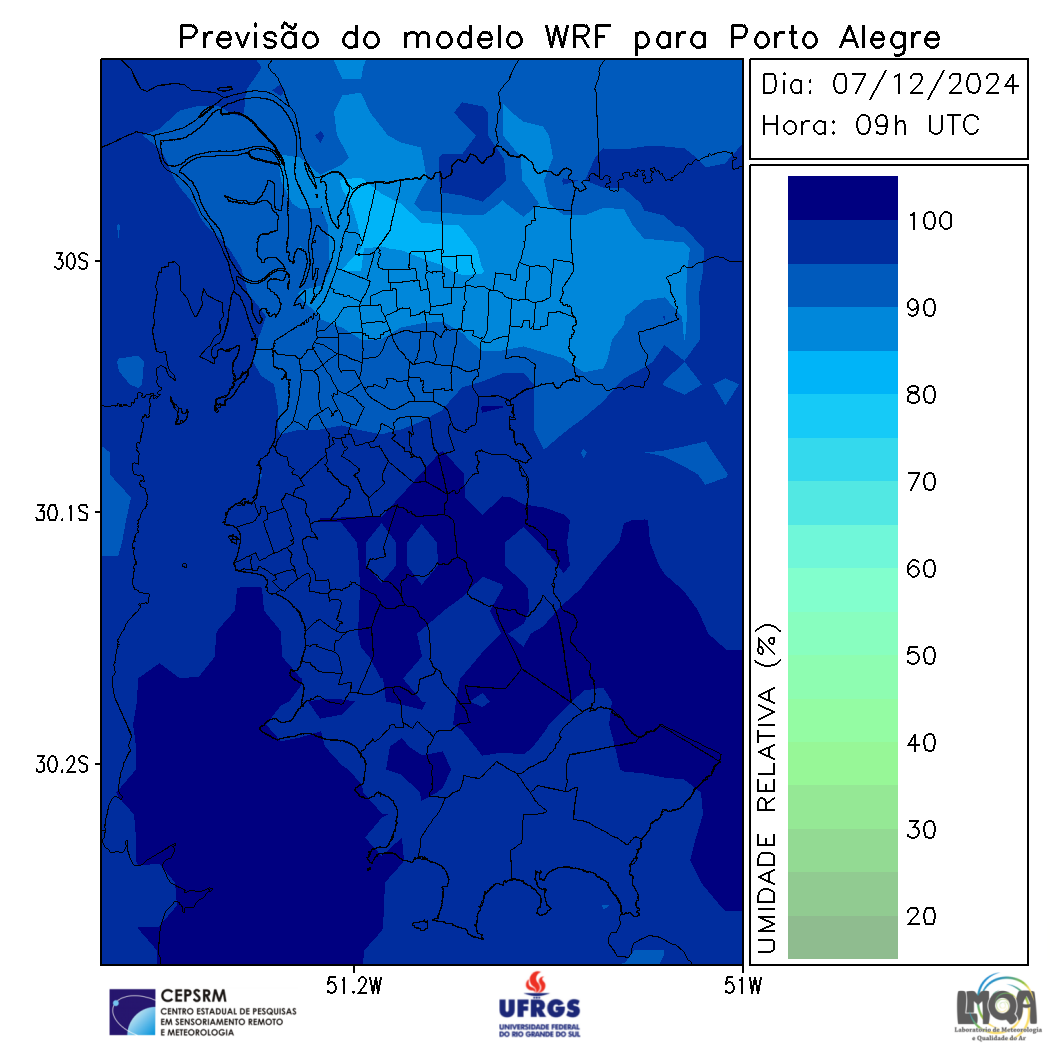 Previsão do modelo WRF para Porto Alegre
Dia: 07/12/2024
Hora: 09h UTC
30S
30.1S
30.2S
51.2W
51W
UMIDADE RELATIVA (%)
100
90
80
70
60
50
40
30
20
CEPSRM
CENTRO ESTADUAL DE PESQUISAS
EM SENSORIAMENTO REMOTO
E METEOROLOGIA
UFRGS
UNIVERSIDADE FEDERAL
DO RIO GRANDE DO SUL
LMQA
Laboratório de Meteorologia
e Qualidade do Ar